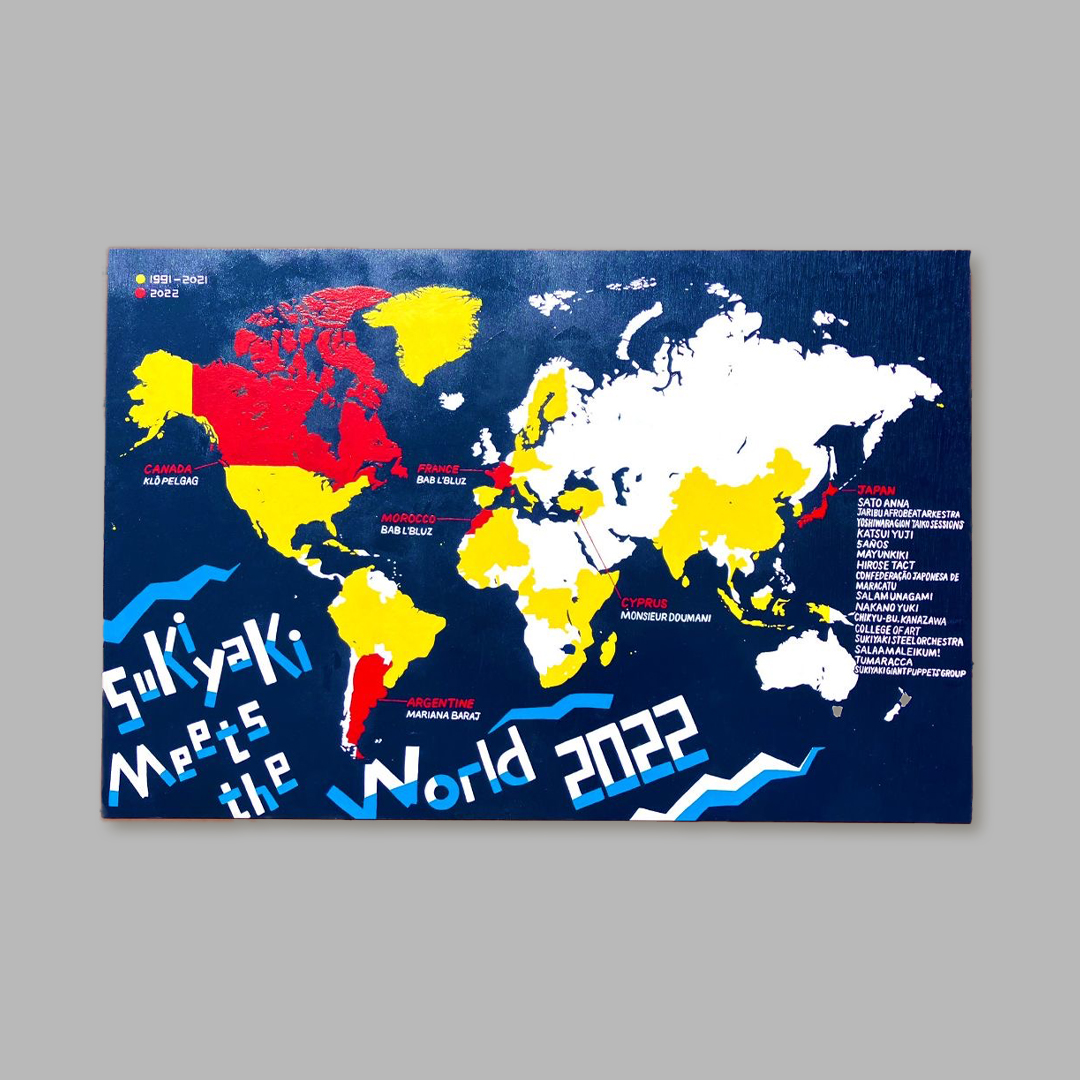 1991-2021
2022
CANADA
KLÔ PELGAG
FRANCE
BAB L'BLUZ
MOROCCO
BAB L'BLUZ
CYPRUS
MONSIEUR DOUMANI
ARGENTINE
MARIANA BARAJ
JAPAN
SATO ANNA
JARIBU AFROBEAT ARKESTRA
YOSHIWARA GION TAIKO SESSIONS
KATSUI YUJI
5AÑOS
MAYUNKIKI
HIROSE TACT
CONFEDERAÇÃO JAPONESA DE
MARACATU
SALAM UNAGAMI
NAKANO YUKI
CHIKYU-BU. KANAZAWA
COLLEGE OF ART
SUKIYAKI STEEL ORCHESTRA
SALAAMALEIKUM!
TUMARACCA
SUKIYAKI GIANT PUPPETS GROUP
Sukiyaki
Meets
the
World 2022